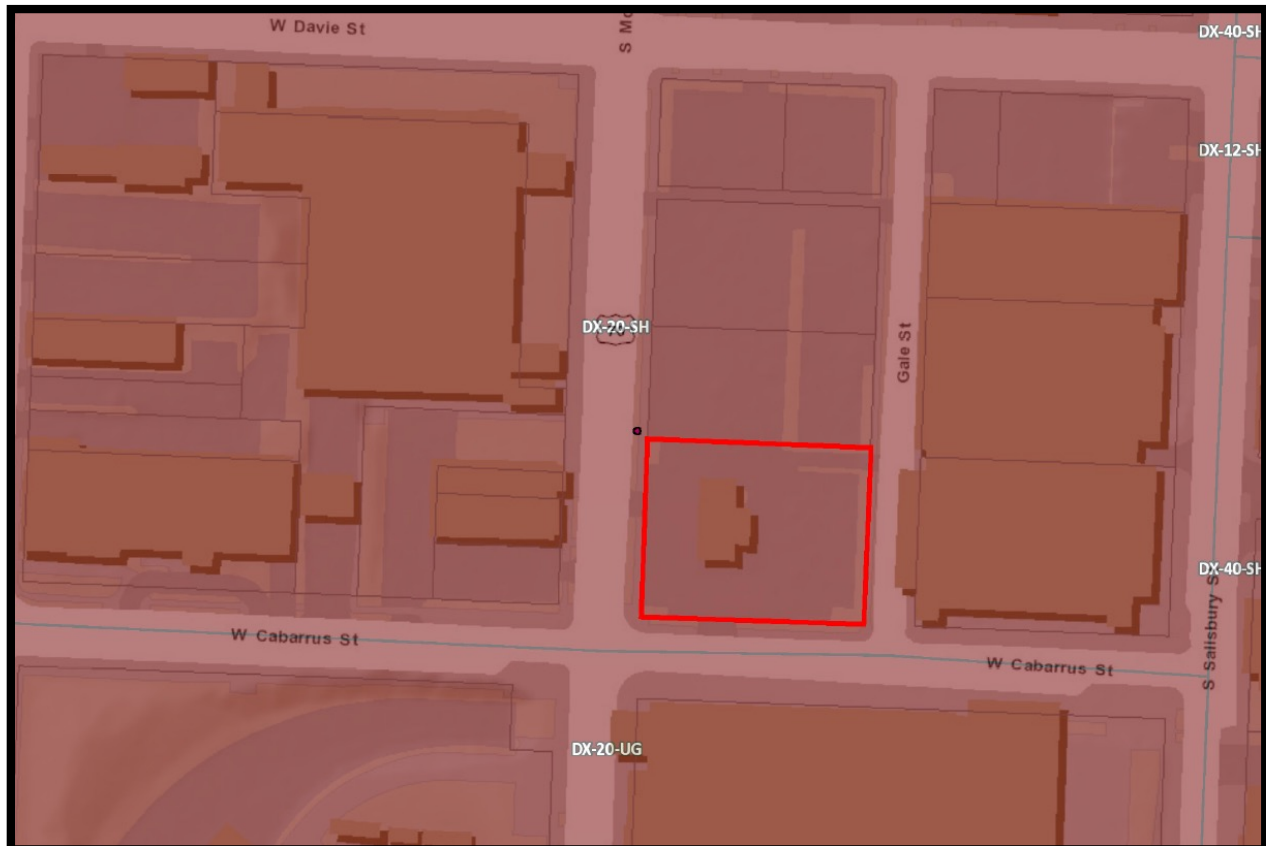 W Davie St
S Mc
DX-40-SH
DX-12-SH
DX-20-SH
Gale St
DX-40-SH
S Salisbury S
W Cabarrus St
W Cabarrus St
DX-20-UG